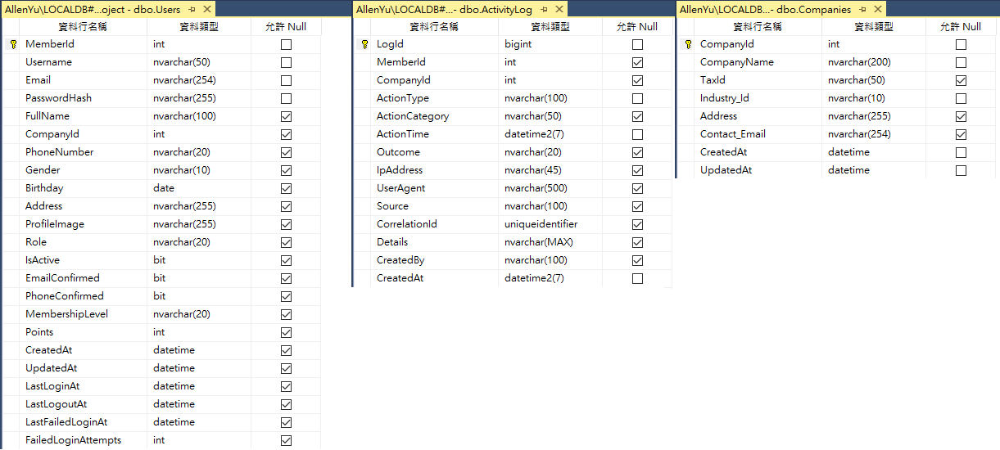 AllenYu\LOCALDB#...oject - dbo.Users
資料行名稱 資料類型 允許 Null
MemberId int
Username nvarchar(50)
Email nvarchar(254)
PasswordHash nvarchar(255)
FullName nvarchar(100)
CompanyId int
PhoneNumber nvarchar(20)
Gender nvarchar(10)
Birthday date
Address nvarchar(255)
ProfileImage nvarchar(255)
Role nvarchar(20)
IsActive bit
EmailConfirmed bit
PhoneConfirmed bit
MembershipLevel nvarchar(20)
Points int
CreatedAt datetime
UpdatedAt datetime
LastLoginAt datetime
LastLogoutAt datetime
LastFailedLoginAt datetime
FailedLoginAttempts int
AllenYu\LOCALDB#...- dbo.ActivityLog
資料行名稱 資料類型 允許 Null
LogId bigint
MemberId int
CompanyId int
ActionType nvarchar(100)
ActionCategory nvarchar(50)
ActionTime datetime2(7)
Outcome nvarchar(20)
IpAddress nvarchar(45)
UserAgent nvarchar(500)
Source nvarchar(100)
CorrelationId uniqueidentifier
Details nvarchar(MAX)
CreatedBy nvarchar(100)
CreatedAt datetime2(7)
AllenYu\LOCALDB...- dbo.Companies
資料行名稱 資料類型 允許 Null
CompanyId int
CompanyName nvarchar(200)
TaxId nvarchar(50)
Industry_Id nvarchar(10)
Address nvarchar(255)
Contact_Email nvarchar(254)
CreatedAt datetime
UpdatedAt datetime